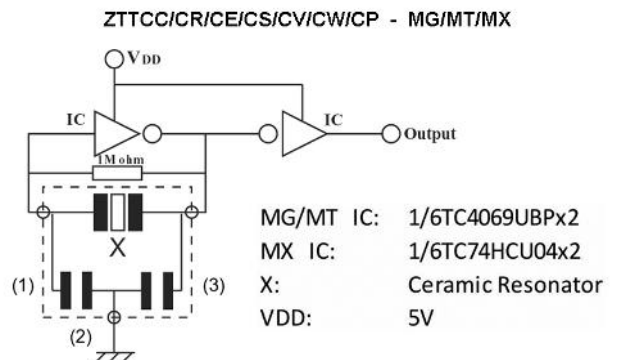 ZTTCC/CR/CE/CS/CV/CW/CP - MG/MT/MX
VDD
IC
IC
Output
1M ohm
X
(1)
(3)
(2)
MG/MT IC: 1/6TC4069UBPx2
MX IC: 1/6TC74HCU04x2
X: Ceramic Resonator
VDD: 5V